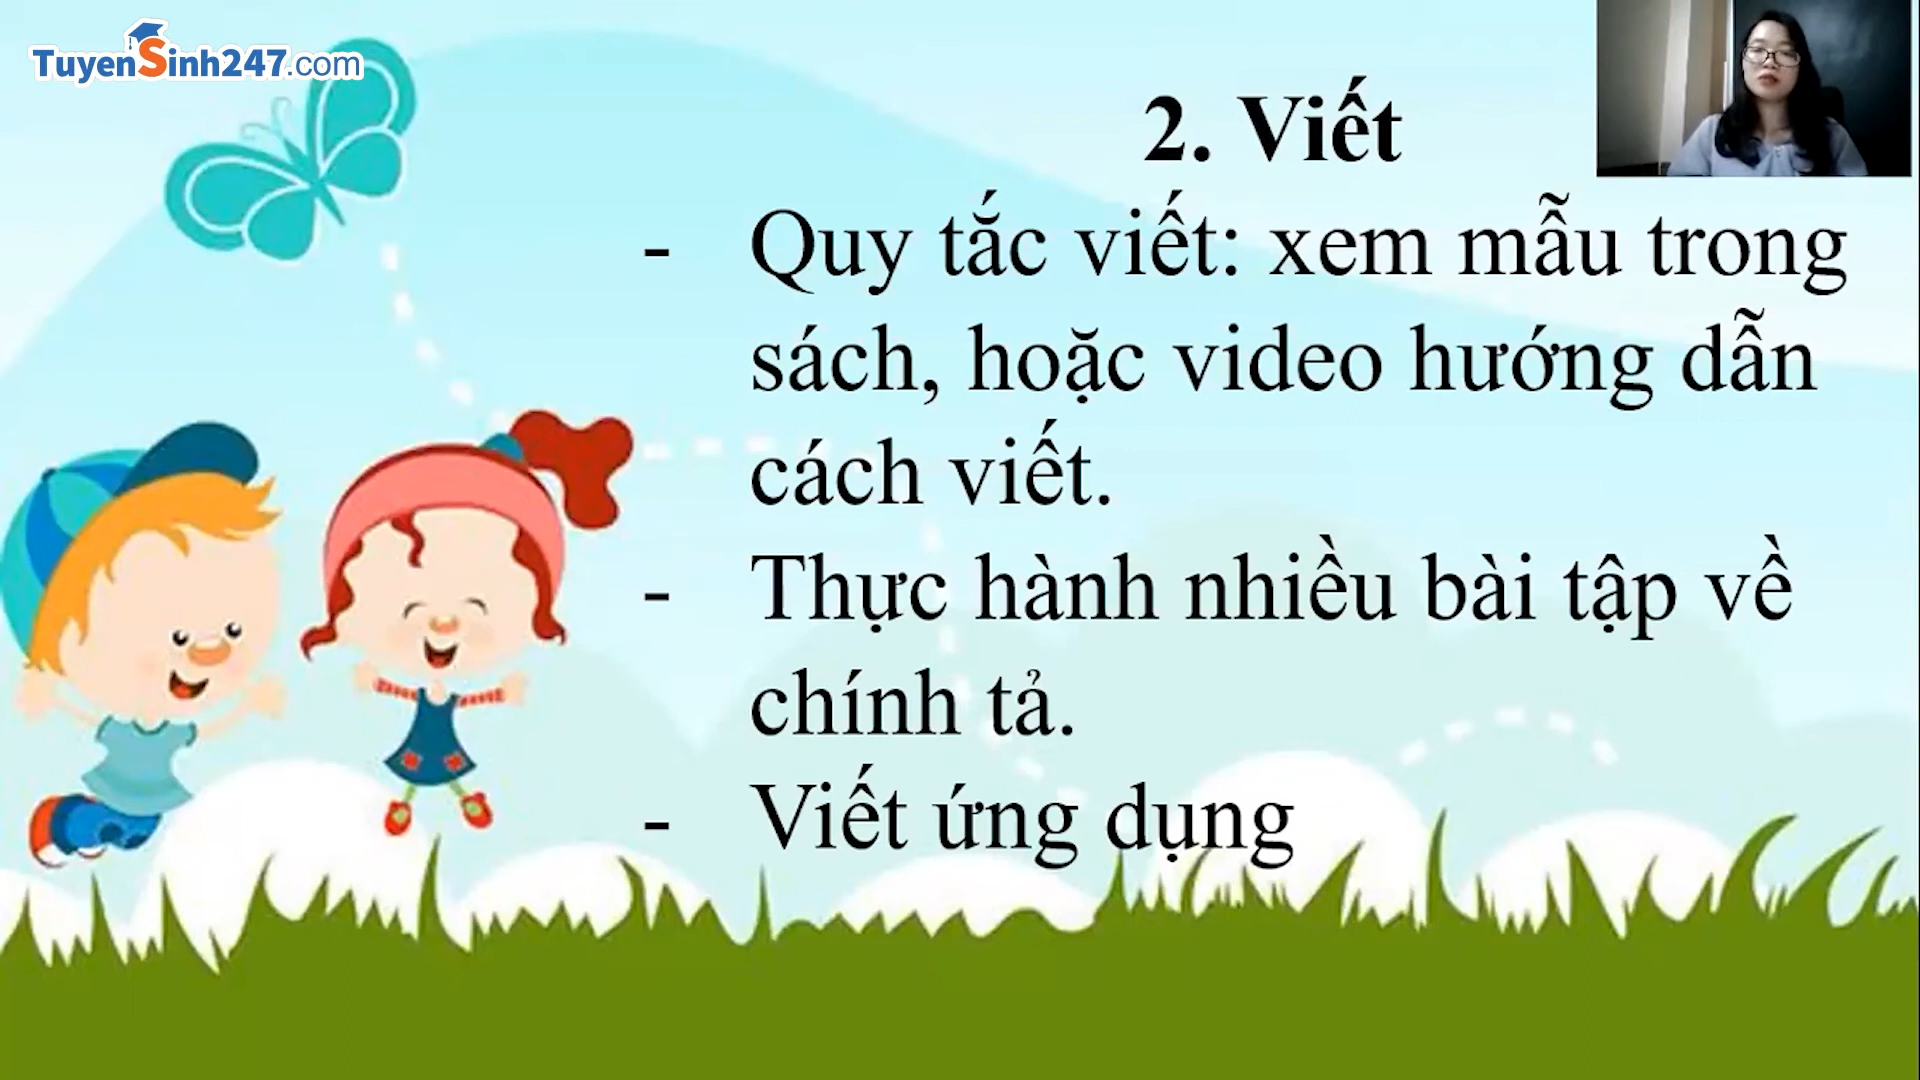 TuyenSinh247.com
2. Viết
- Quy tắc viết: xem mẫu trong
sách, hoặc video hướng dẫn
cách viết.
- Thực hành nhiều bài tập về
chính tả.
- Viết ứng dụng